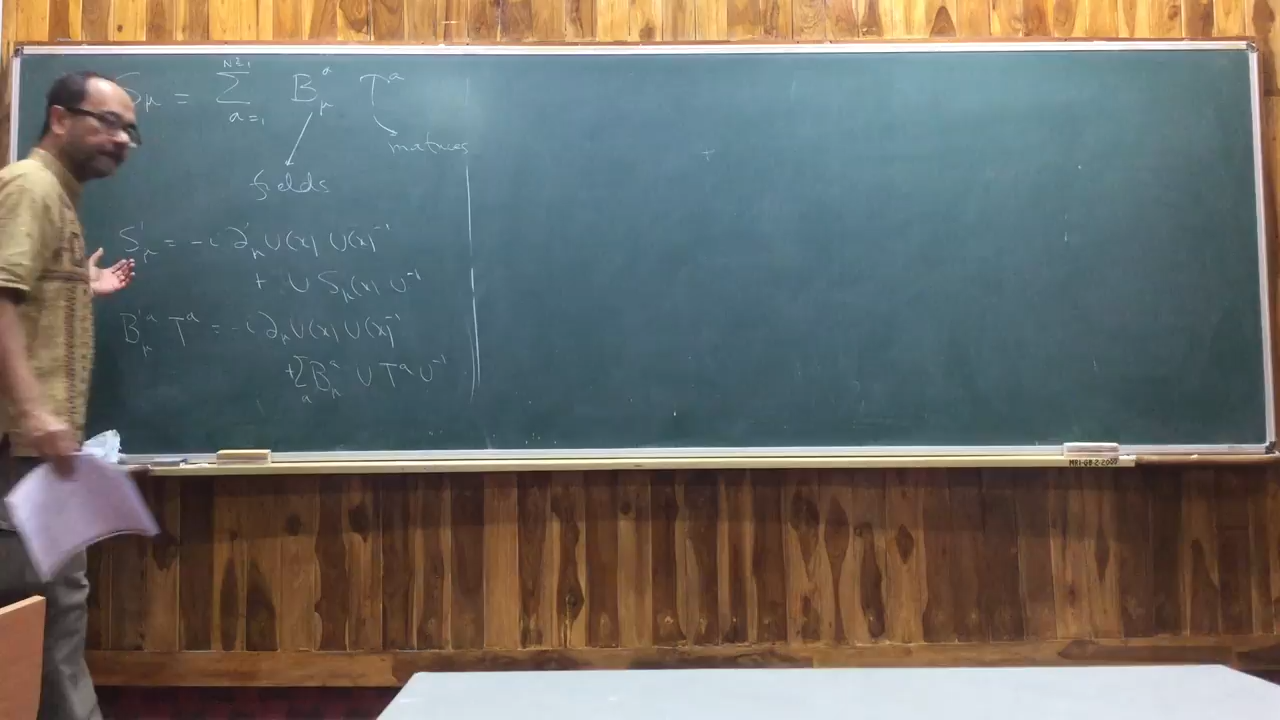 S_μ = Σ_{a=1}^{N²-1} B_μ^a T^a
matrices
fields
S'_μ = -i ∂_μ U(x) U(x)^{-1}
+ U S_μ(x) U^{-1}
B'^a_μ T^a = -i ∂_μ U(x) U(x)^{-1}
+ Σ_a B_μ^a U T^a U^{-1}